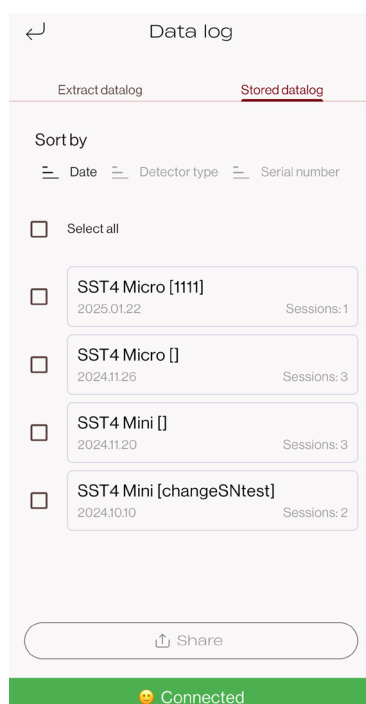 Data log
Extract datalog
Stored datalog
Sort by
Date
Detector type
Serial number
Select all
SST4 Micro [1111]
2025.01.22
Sessions: 1
SST4 Micro []
2024.11.26
Sessions: 3
SST4 Mini []
2024.11.20
Sessions: 3
SST4 Mini [changeSNtest]
2024.10.10
Sessions: 2
Share
Connected